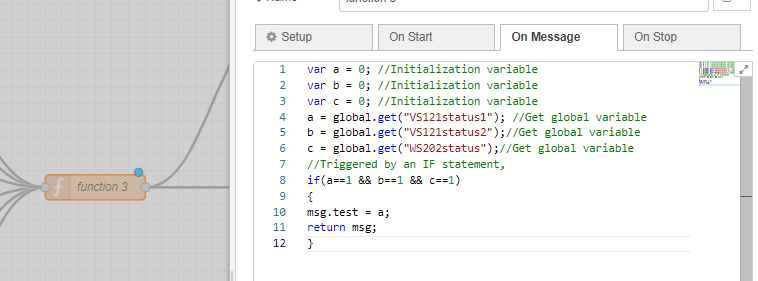 function 3
Setup
On Start
On Message
On Stop
1 var a = 0; //Initialization variable
2 var b = 0; //Initialization variable
3 var c = 0; //Initialization variable
4 a = global.get("VS121status1"); //Get global variable
5 b = global.get("VS121status2");//Get global variable
6 c = global.get("WS202status");//Get global variable
7 //Triggered by an IF statement,
8 if(a==1 && b==1 && c==1)
9 {
10 msg.test = a;
11 return msg;
12 }